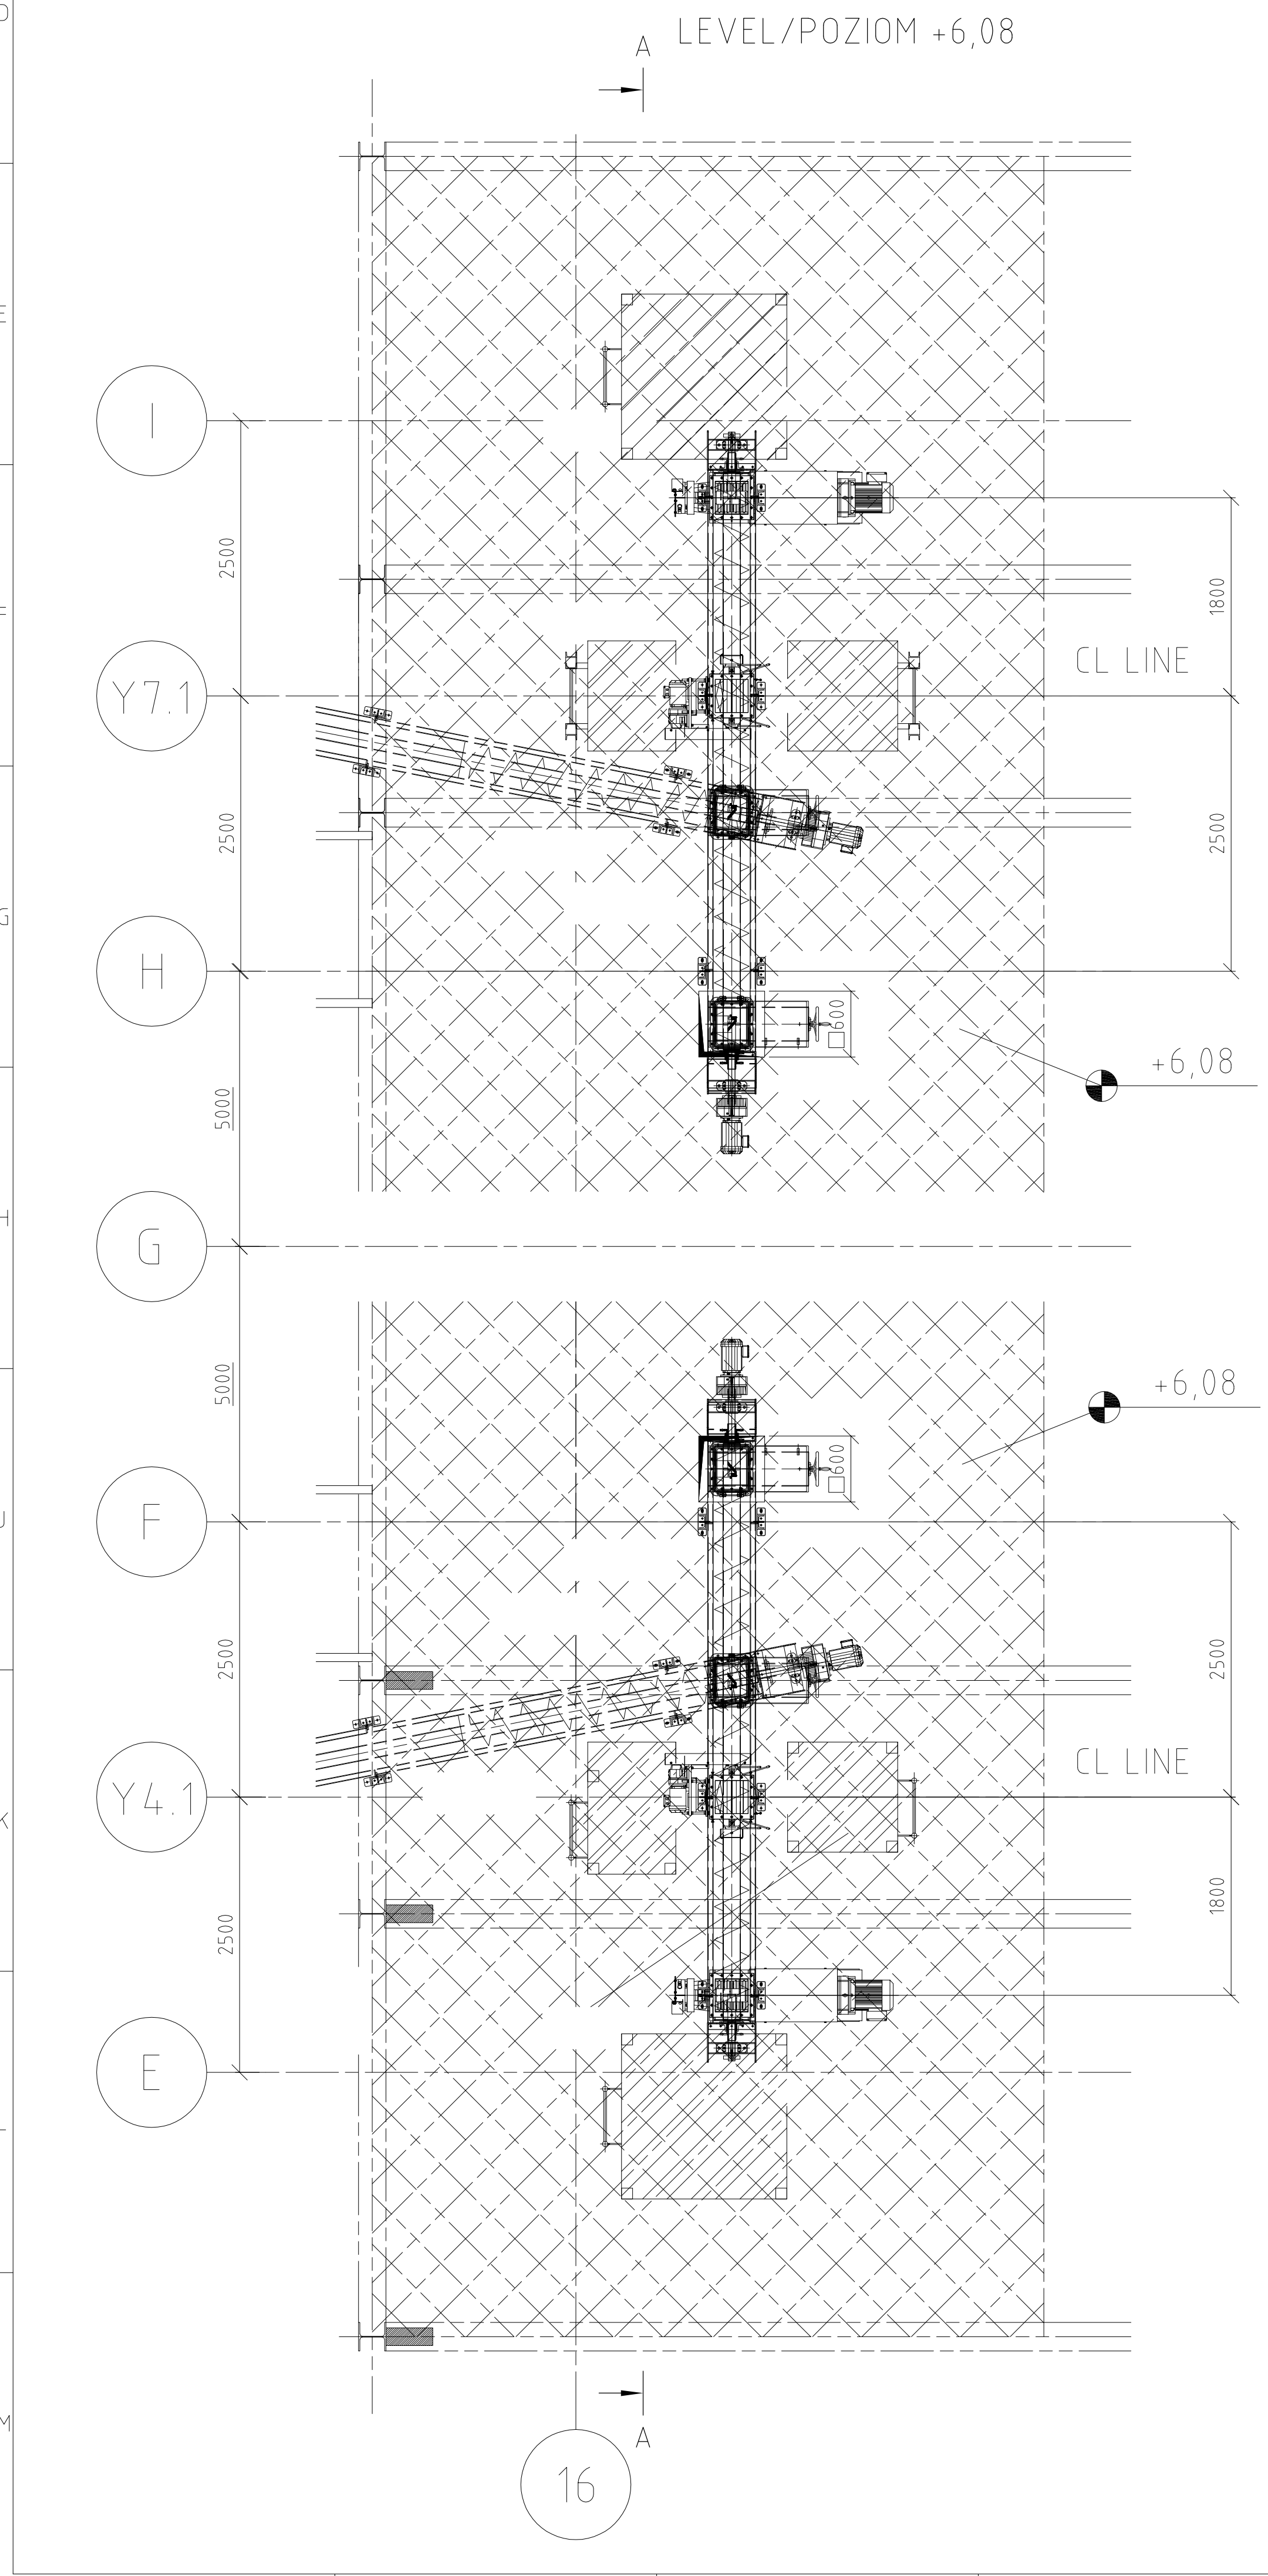 LEVEL/POZIOM +6,08
A
I
2500
1800
Y7.1
CL LINE
2500
2500
H
□600
+6,08
5000
G
5000
+6,08
□600
F
2500
2500
Y4.1
CL LINE
2500
1800
E
A
16
G
H
K
M